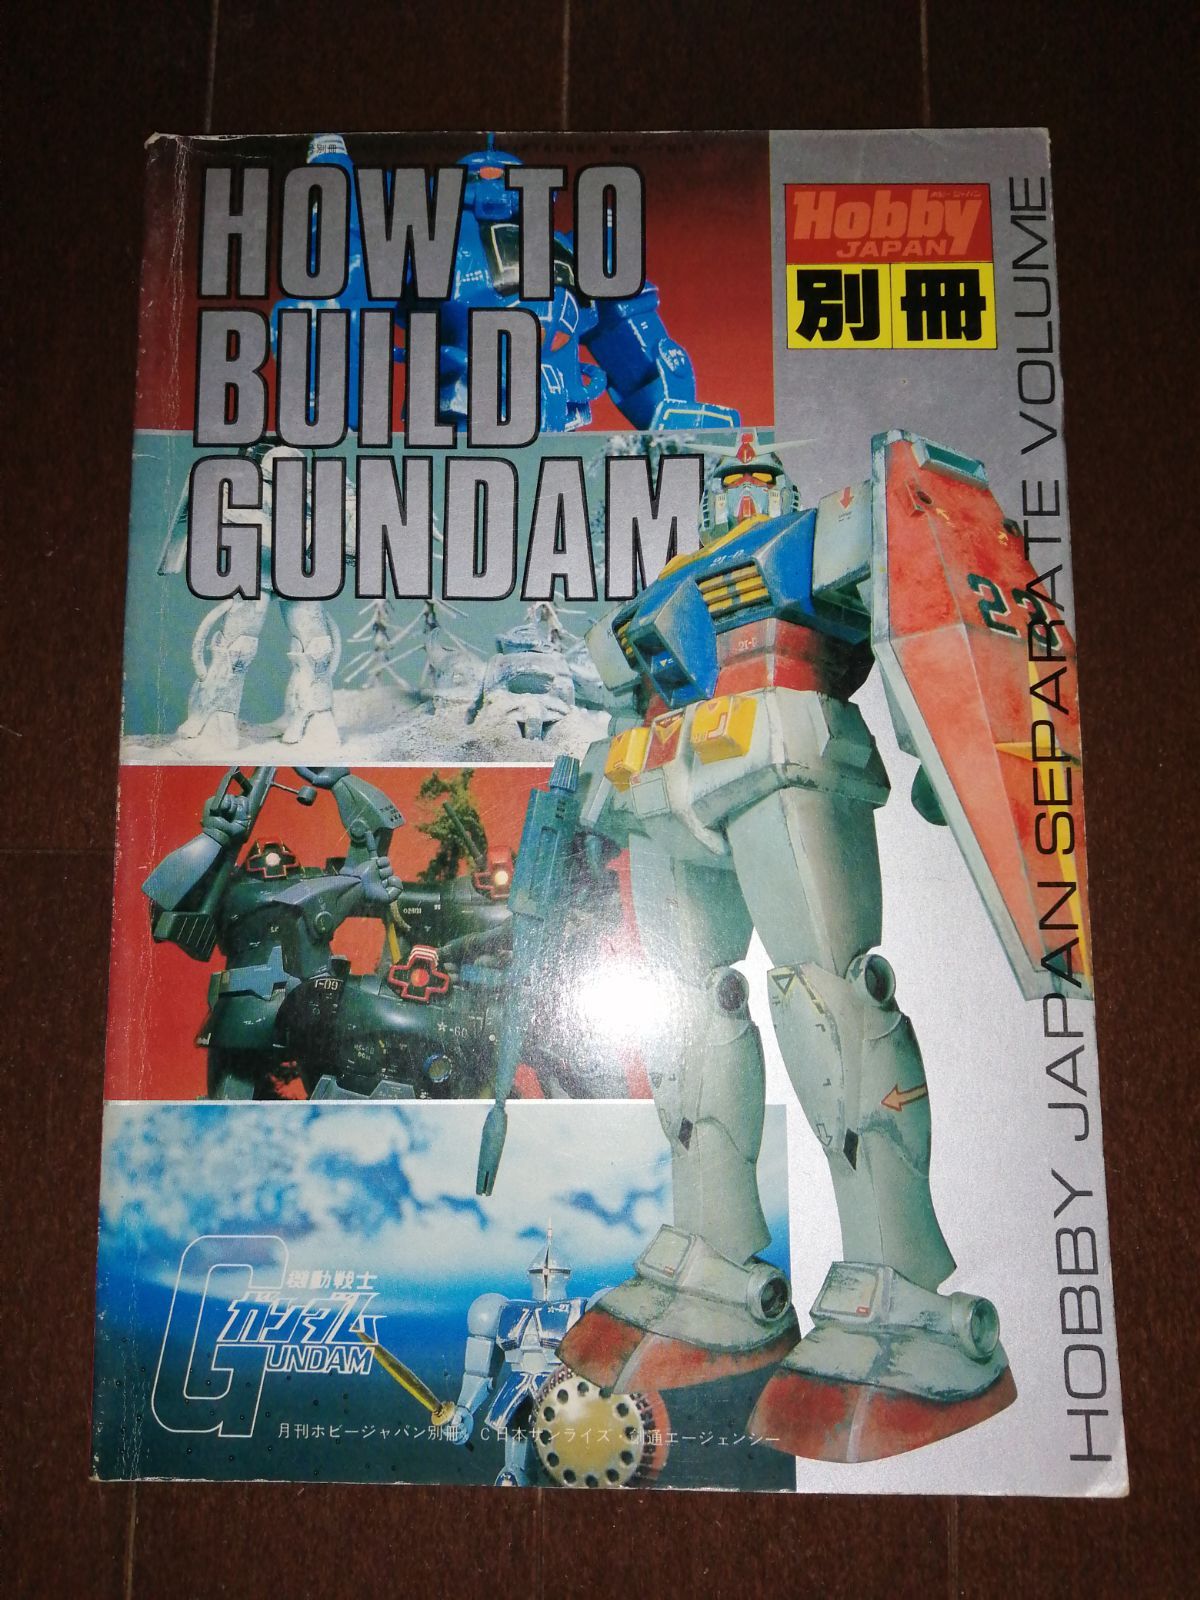 HOW TO
BUILD
GUNDAM
Hobby
JAPAN
別冊
HOBBY JAPAN SEPARATE VOLUME
機動戦士
ガンダム
GUNDAM
月刊ホビージャパン別冊 C日本サンライズ・創通エージェンシー